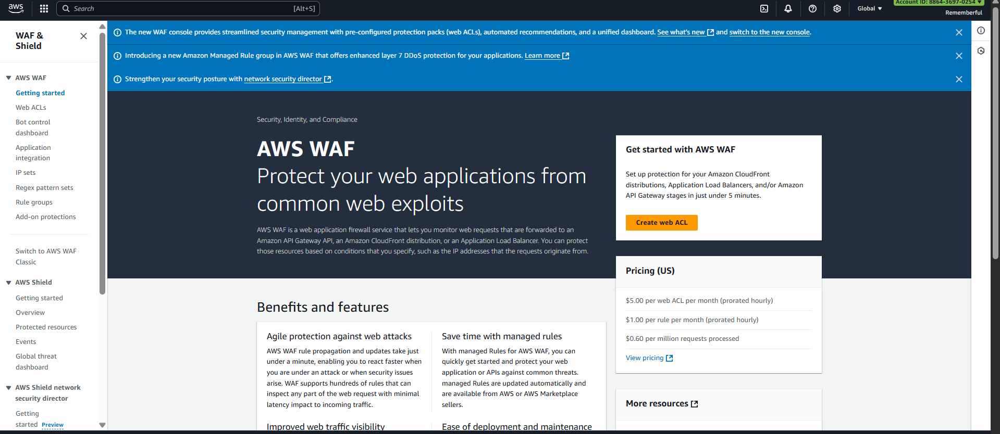 aws
Search
[Alt+S]
Global
Account ID: 8864-3697-0254
Rememberful
WAF &
Shield
AWS WAF
Getting started
Web ACLs
Bot control
dashboard
Application
integration
IP sets
Regex pattern sets
Rule groups
Add-on protections
Switch to AWS WAF
Classic
AWS Shield
Getting started
Overview
Protected resources
Events
Global threat
dashboard
AWS Shield network
security director
Getting
started Preview
The new WAF console provides streamlined security management with pre-configured protection packs (web ACLs), automated recommendations, and a unified dashboard. See what's new and switch to the new console.
Introducing a new Amazon Managed Rule group in AWS WAF that offers enhanced layer 7 DDoS protection for your applications. Learn more
Strengthen your security posture with network security director.
Security, Identity, and Compliance
AWS WAF
Protect your web applications from
common web exploits
AWS WAF is a web application firewall service that lets you monitor web requests that are forwarded to an
Amazon API Gateway API, an Amazon CloudFront distribution, or an Application Load Balancer. You can protect
those resources based on conditions that you specify, such as the IP addresses that the requests originate from.
Get started with AWS WAF
Set up protection for your Amazon CloudFront
distributions, Application Load Balancers, and/or Amazon
API Gateway stages in just under 5 minutes.
Create web ACL
Pricing (US)
$5.00 per web ACL per month (prorated hourly)
$1.00 per rule per month (prorated hourly)
$0.60 per million requests processed
View pricing
More resources
Benefits and features
Agile protection against web attacks
AWS WAF rule propagation and updates take just
under a minute, enabling you to react faster when
you are under an attack or when security issues
arise. WAF supports hundreds of rules that can
inspect any part of the web request with minimal
latency impact to incoming traffic.
Save time with managed rules
With managed Rules for AWS WAF, you can
quickly get started and protect your web
application or APIs against common threats.
managed Rules are updated automatically and
are available from AWS or AWS Marketplace
sellers.
Improved web traffic visibility
Ease of deployment and maintenance